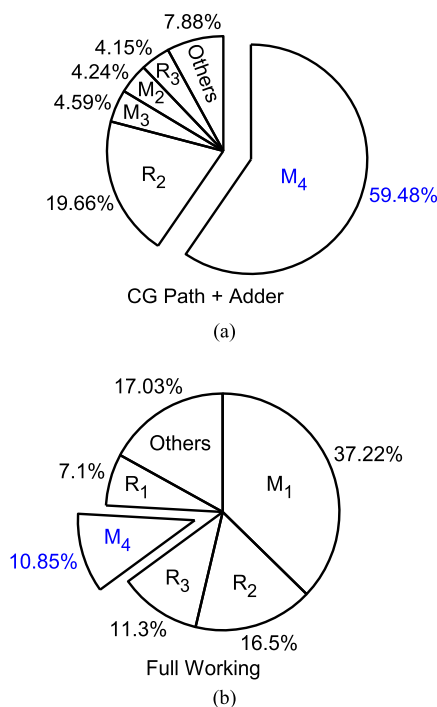 7.88%
4.15%
4.24%
4.59%
R3
M2
M3
Others
R2
M4
19.66%
59.48%
CG Path + Adder
(a)
17.03%
37.22%
Others
7.1%
R1
M1
M4
10.85%
R3
R2
11.3%
16.5%
Full Working
(b)